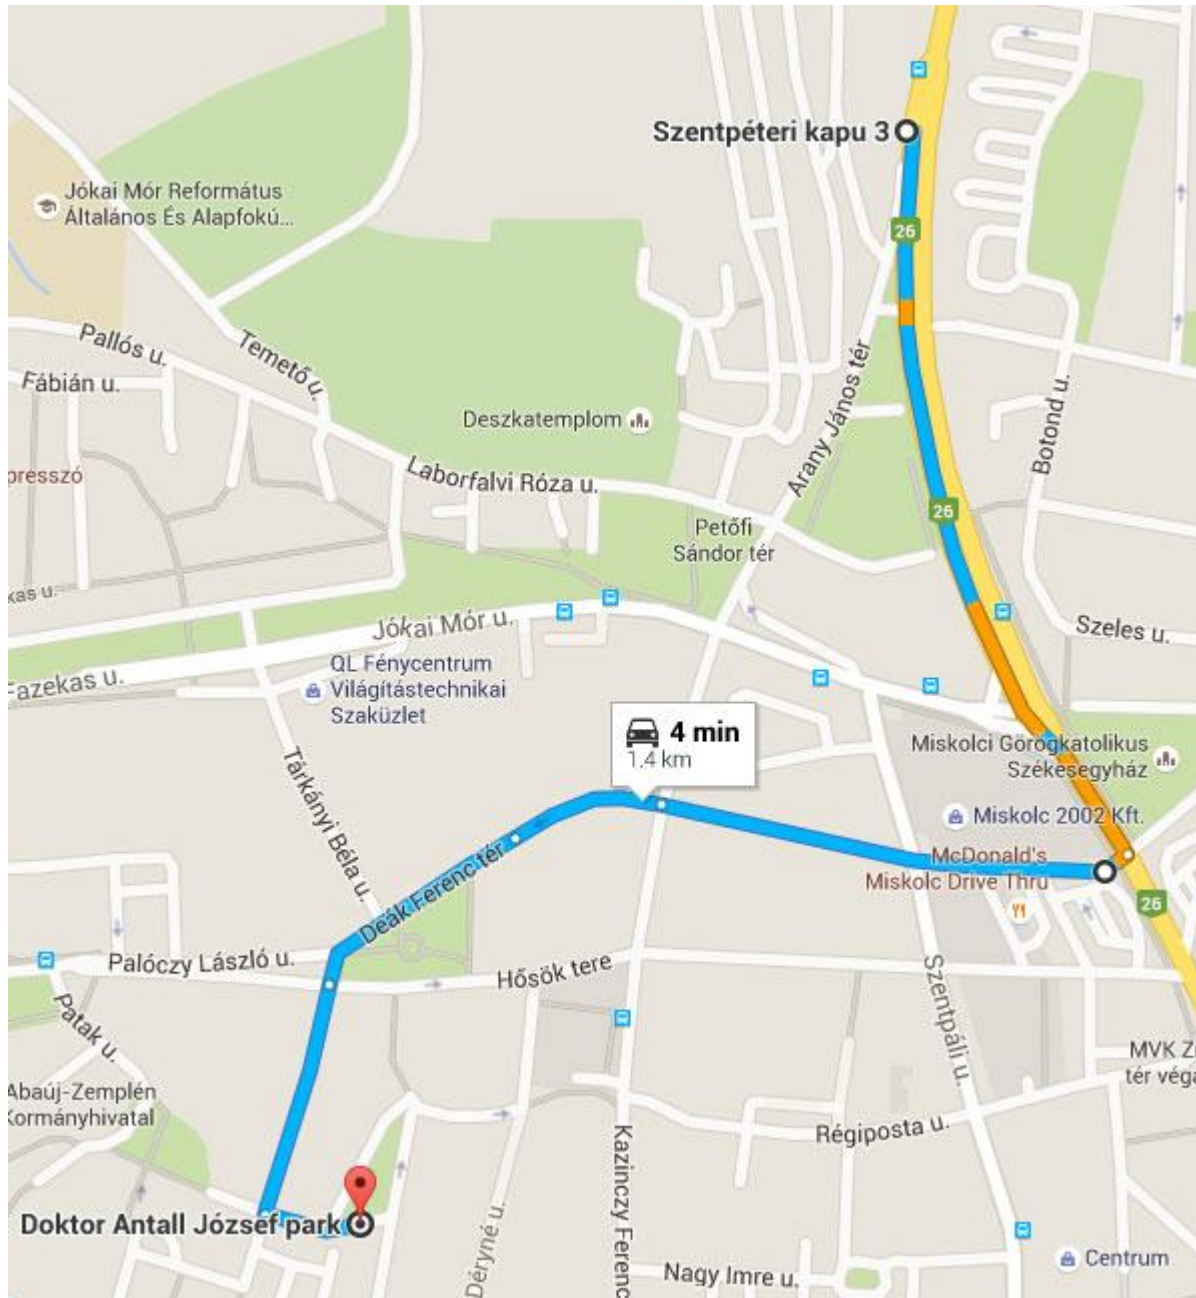 Szentpéteri kapu 3
Jókai Mór Református
Általános És Alapfokú...
26
Pallós u.
Temető u.
Fábián u.
Arany János tér
Botond u.
Deszkatemplom
presszó
Laborfalvi Róza u.
26
Petőfi
Sándor tér
kas u.
Jókai Mór u.
Szeles u.
Fazekas u.
QL Fénycentrum
Világítástechnikai
Szaküzlet
4 min
1.4 km
Miskolci Görögkatolikus
Székesegyház
Tárkányi Béla u.
Miskolc 2002 Kft.
McDonald's
Miskolc Drive Thru
Deák Ferenc tér
26
Palóczy László u.
Hősök tere
Szentpáli u.
Patak u.
MVK Z
tér véga
Abaúj-Zemplén
Kormányhivatal
Régiposta u.
Kazinczy Ferenc
Doktor Antall József park
Déryné u.
Centrum
Nagy Imre u.